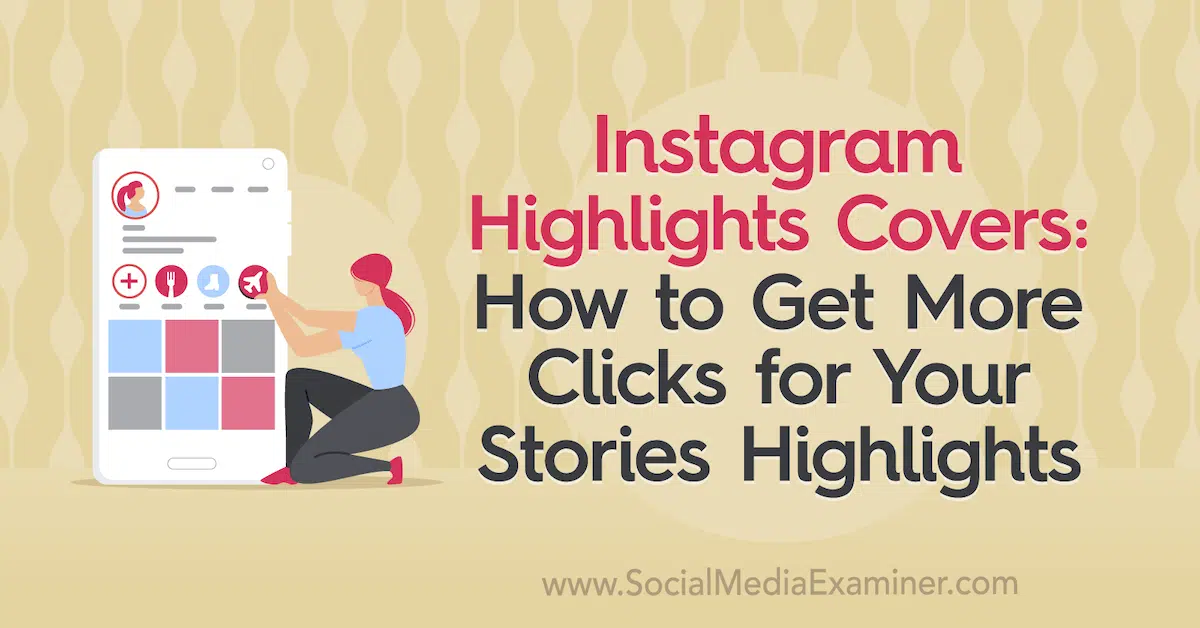 Instagram
Highlights Covers:
How to Get More
Clicks for Your
Stories Highlights
www.SocialMediaExaminer.com